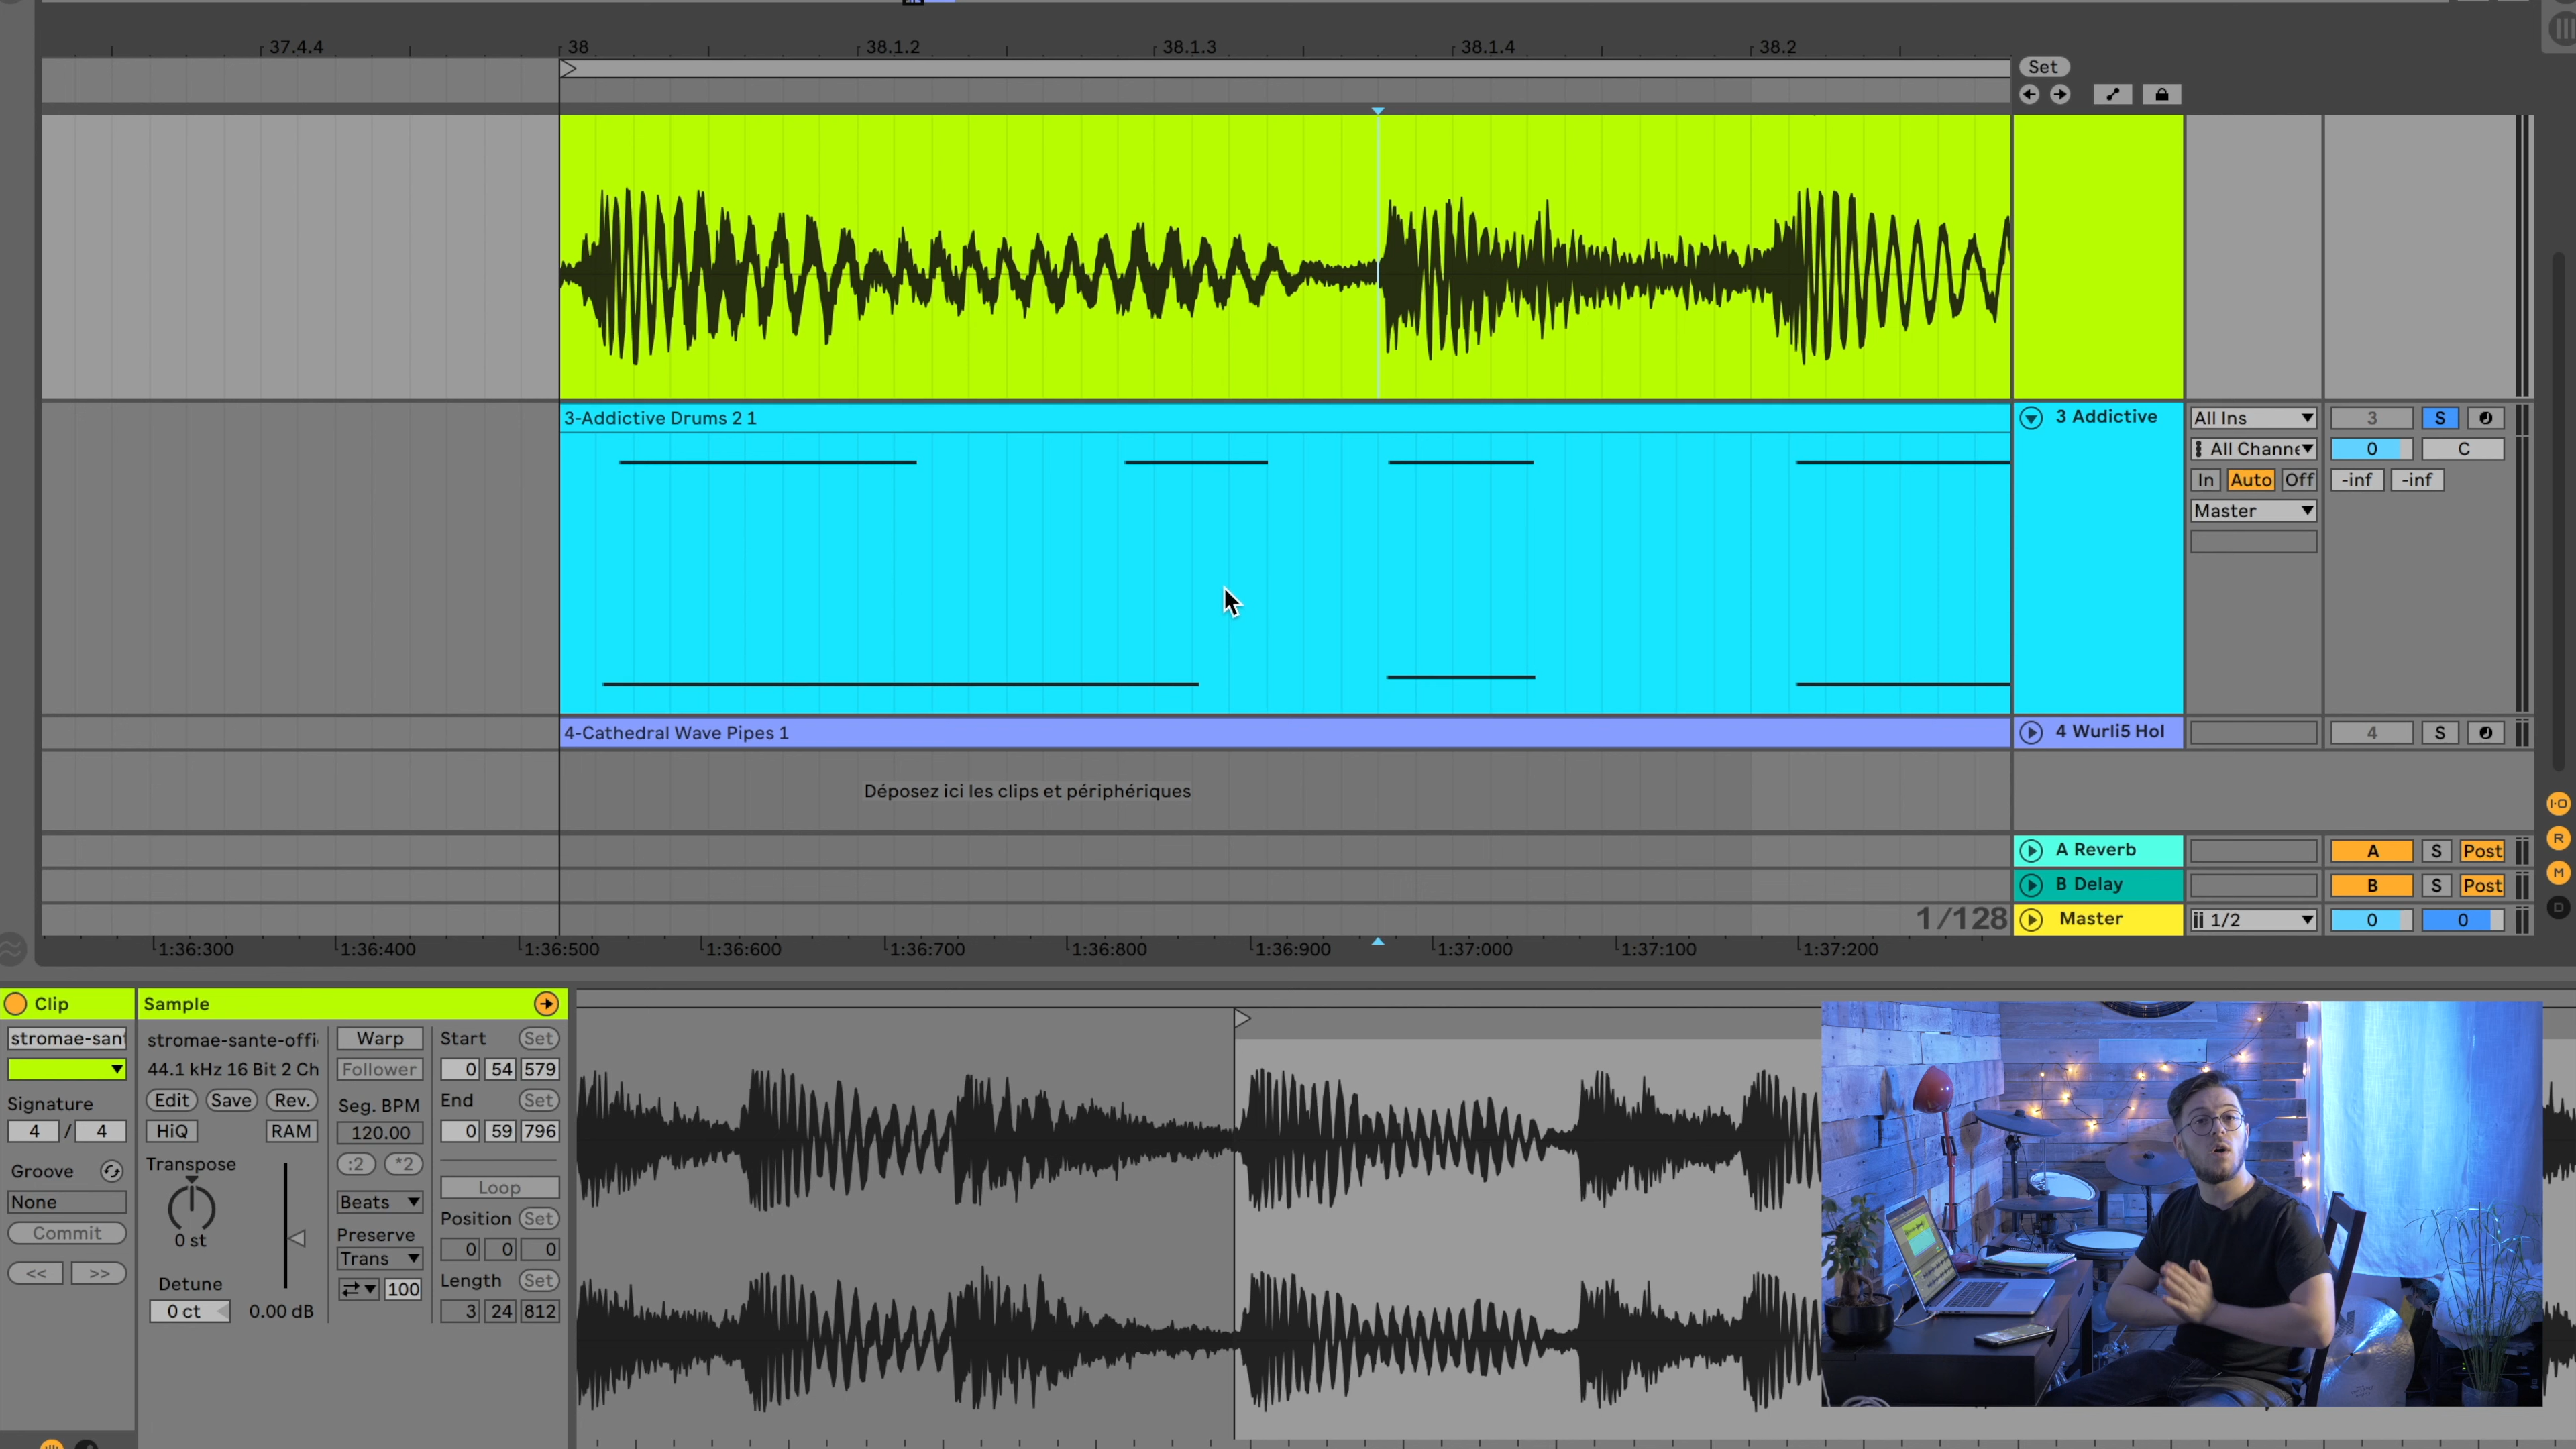 37.4.4
38
38.1.2
38.1.3
38.1.4
38.2
Set
3-Addictive Drums 2 1
3 Addictive
All Ins
3
S
All Channe
0
C
In
Auto
Off
-inf
-inf
Master
4-Cathedral Wave Pipes 1
4 Wurli5 Hol
4
S
Déposez ici les clips et périphériques
I·O
A Reverb
A
S
Post
R
B Delay
B
S
Post
M
1/128
Master
1/2
0
0
D
1:36:300
1:36:400
1:36:500
1:36:600
1:36:700
1:36:800
1:36:900
1:37:000
1:37:100
1:37:200
Clip
stromae-sant
Signature
4 / 4
Groove
None
Commit
<<
>>
Sample
stromae-sante-offi
44.1 kHz 16 Bit 2 Ch
Edit
Save
Rev.
HiQ
RAM
Transpose
0 st
Detune
0 ct
0.00 dB
Warp
Follower
Seg. BPM
120.00
:2
*2
Beats
Preserve
Trans
100
Start
Set
0 54 579
End
Set
0 59 796
Loop
Position
Set
0 0 0
Length
Set
3 24 812